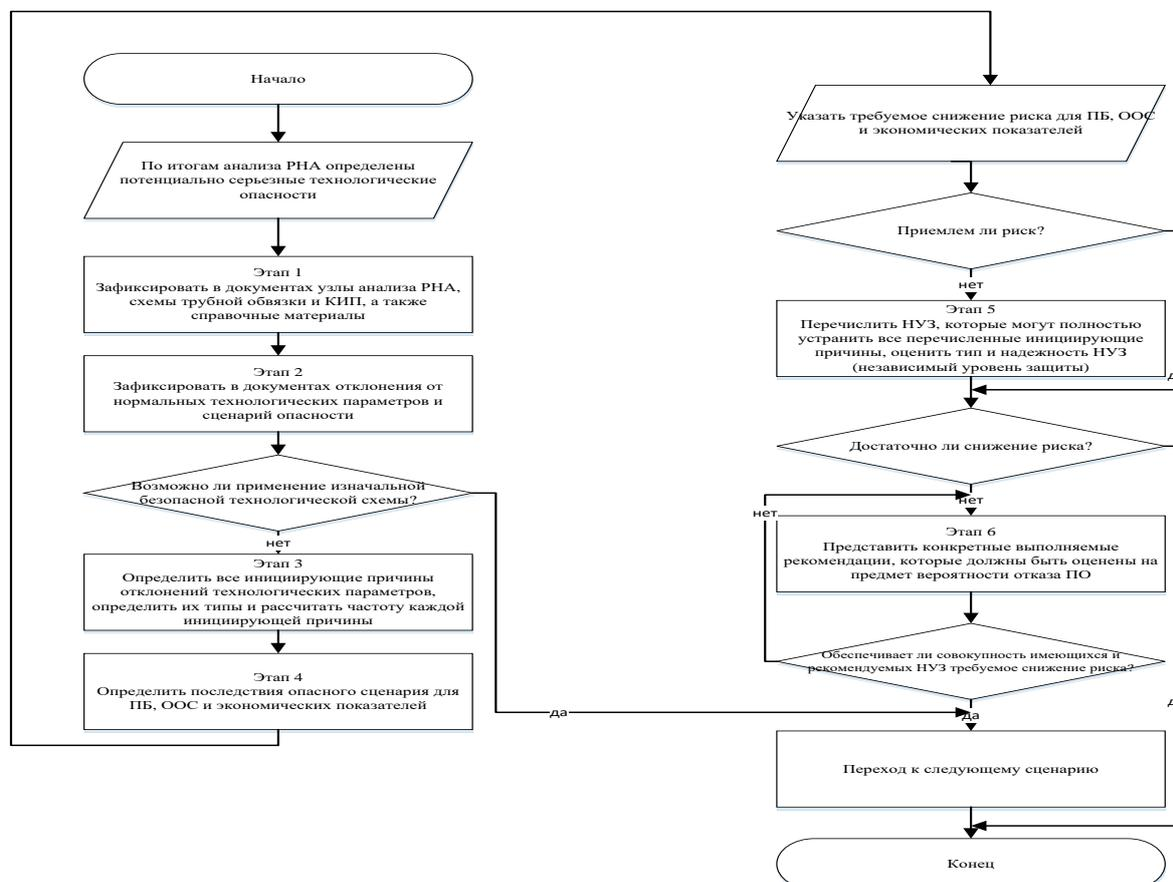 Начало
По итогам анализа PHA определены
потенциально серьезные технологические
опасности
Этап 1
Зафиксировать в документах узлы анализа PHA,
схемы трубной обвязки и КИП, а также
справочные материалы
Этап 2
Зафиксировать в документах отклонения от
нормальных технологических параметров и
сценарий опасности
Возможно ли применение изначальной
безопасной технологической схемы?
нет
Этап 3
Определить все инициирующие причины
отклонений технологических параметров,
определить их типы и рассчитать частоту каждой
инициирующей причины
Этап 4
Определить последствия опасного сценария для
ПБ, ООС и экономических показателей
да
Указать требуемое снижение риска для ПБ, ООС
и экономических показателей
Приемлем ли риск?
нет
Этап 5
Перечислить НУЗ, которые могут полностью
устранить все перечисленные инициирующие
причины, оценить тип и надежность НУЗ
(независимый уровень защиты)
Достаточно ли снижение риска?
нет
нет
Этап 6
Представить конкретные выполняемые
рекомендации, которые должны быть оценены на
предмет вероятности отказа ПО
Обеспечивает ли совокупность имеющихся и
рекомендуемых НУЗ требуемое снижение риска?
да
Переход к следующему сценарию
Конец